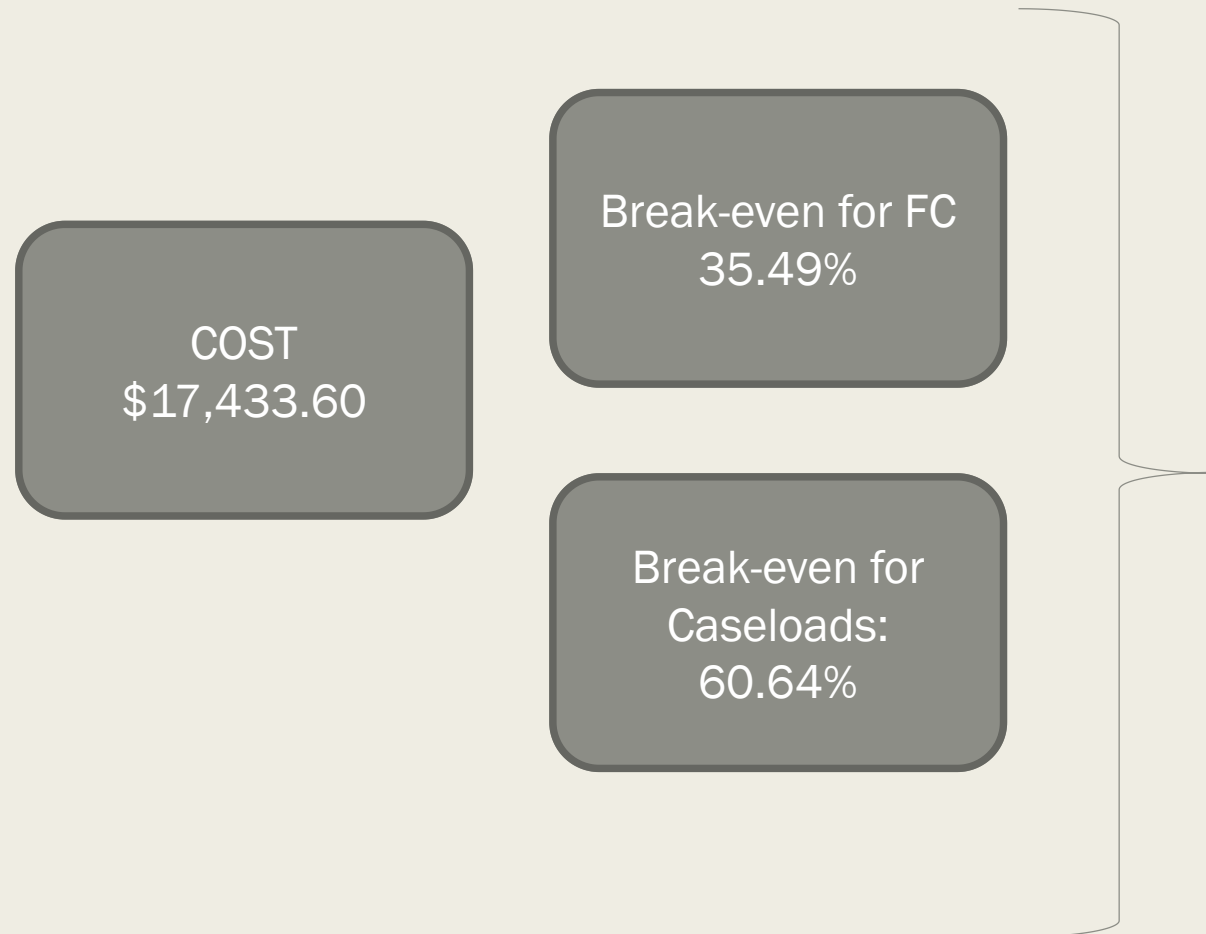 COST
$17,433.60
Break-even for FC
35.49%
Break-even for
Caseloads:
60.64%